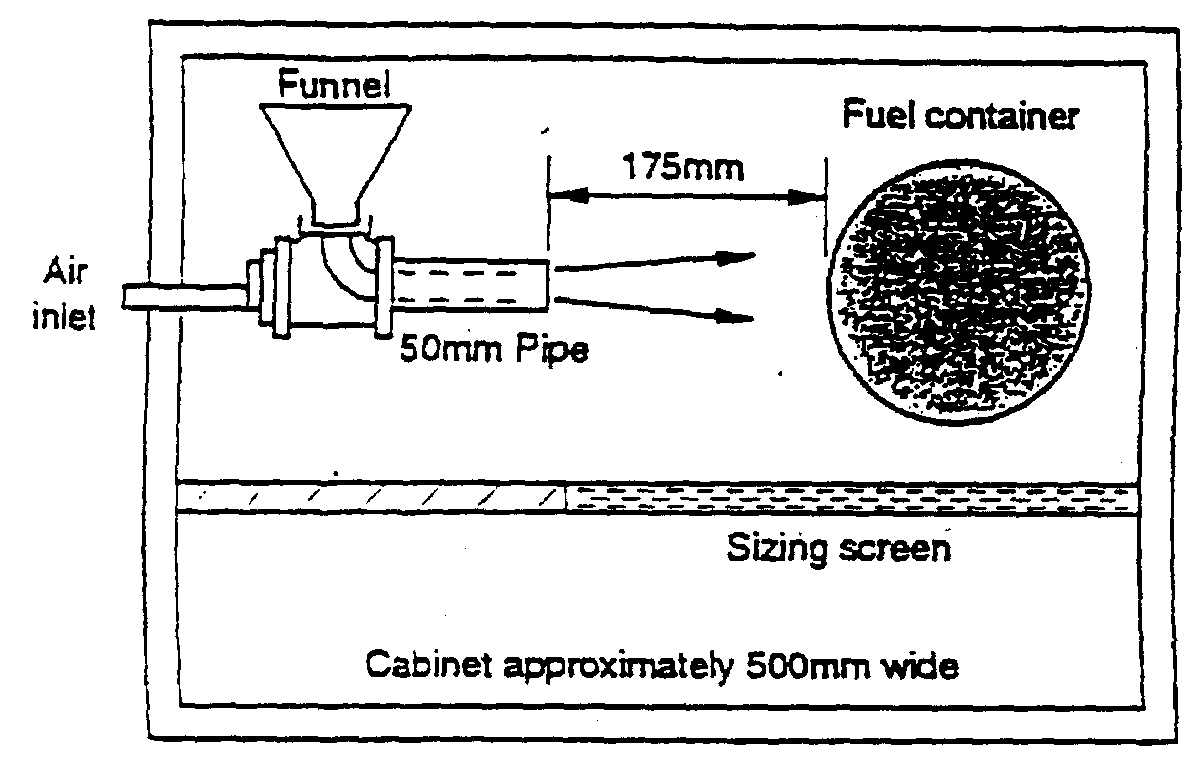 Funnel
Fuel container
175mm
Air
inlet
50mm Pipe
Sizing screen
Cabinet approximately 500mm wide